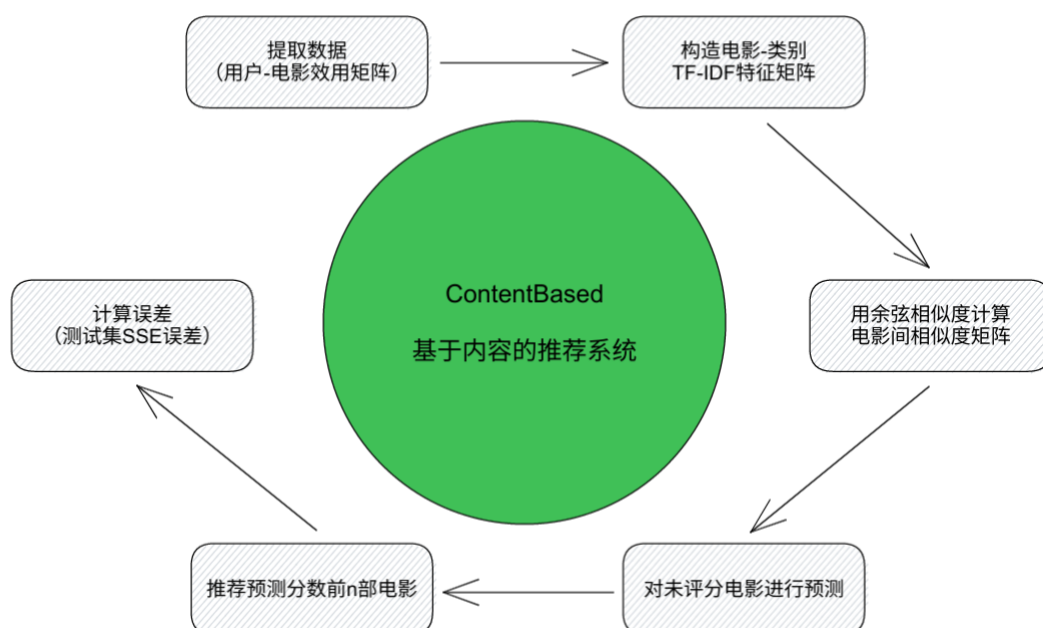 提取数据
（用户-电影效用矩阵）
构造电影-类别
TF-IDF特征矩阵
用余弦相似度计算
电影间相似度矩阵
对未评分电影进行预测
推荐预测分数前n部电影
计算误差
（测试集SSE误差）
ContentBased
基于内容的推荐系统